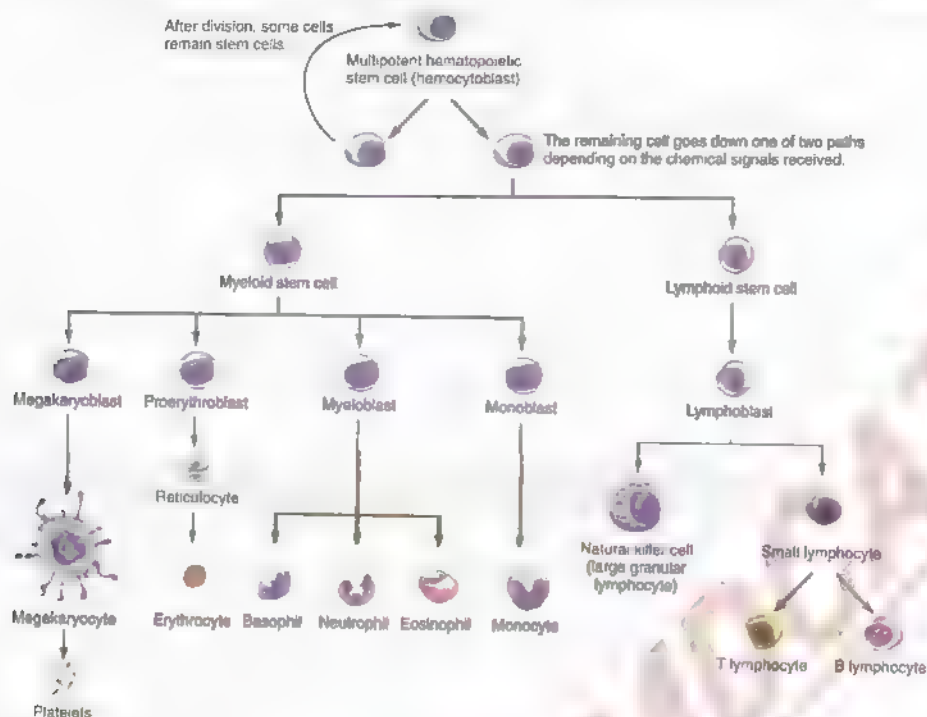 After division, some cells
remain stem cells
Multipotent hematopoietic
stem cell (hemocytoblast)
The remaining cell goes down one of two paths
depending on the chemical signals received.
Myeloid stem cell
Lymphoid stem cell
Megakaryoblast
Proerythroblast
Myeloblast
Monoblast
Lymphoblast
Reticulocyte
Natural killer cell
(large granular
lymphocyte)
Small lymphocyte
Megakaryocyte
Erythrocyte
Basophil
Neutrophil
Eosinophil
Monocyte
T lymphocyte
B lymphocyte
Platelets